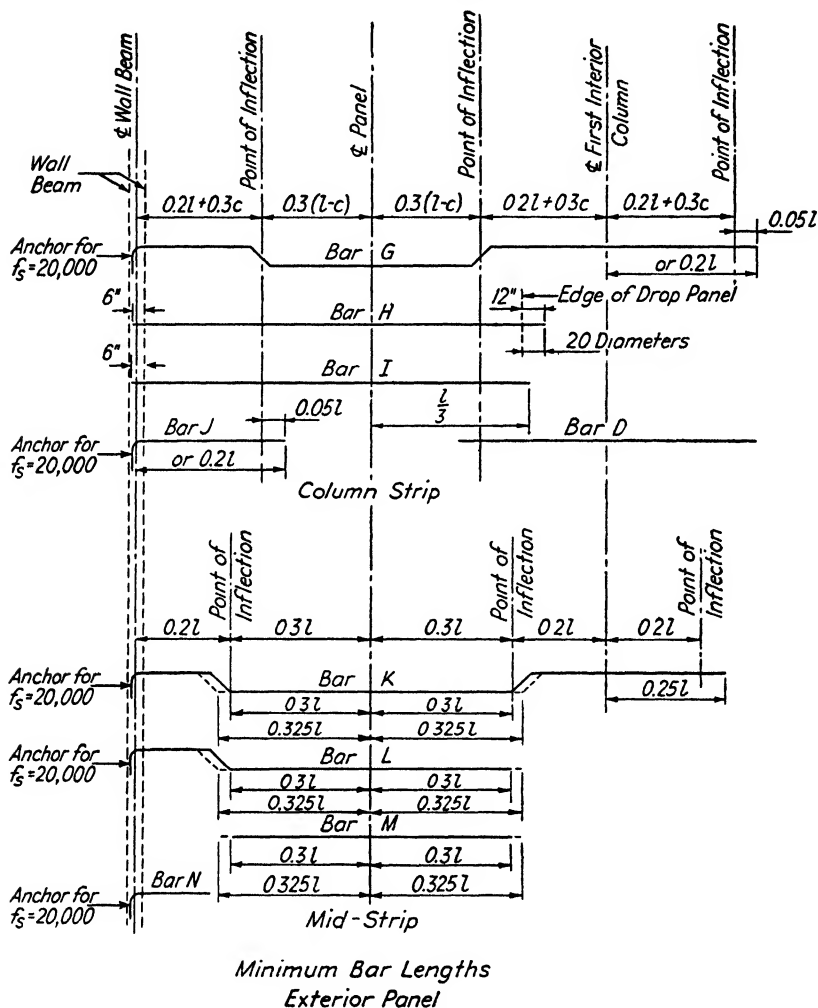 ℄ Wall Beam
Point of Inflection
℄ Panel
Point of Inflection
℄ First Interior
Column
Point of Inflection
Wall
Beam
0.2l+0.3c
0.3(l-c)
0.3(l-c)
0.2l+0.3c
0.2l+0.3c
0.05l
Anchor for
fs=20,000
Bar G
or 0.2l
6"
12"
Edge of Drop Panel
Bar H
20 Diameters
6"
Bar I
l/3
0.05l
Anchor for
fs=20,000
Bar J
Bar D
or 0.2l
Column Strip
Point of
Inflection
Point of
Inflection
Point of
Inflection
0.2l
0.3l
0.3l
0.2l
0.2l
Anchor for
fs=20,000
Bar K
0.3l
0.3l
0.25l
0.325l
0.325l
Anchor for
fs=20,000
Bar L
0.3l
0.3l
0.325l
0.325l
Bar M
0.3l
0.3l
Anchor for
fs=20,000
Bar N
0.325l
0.325l
Mid-Strip
Minimum Bar Lengths
Exterior Panel